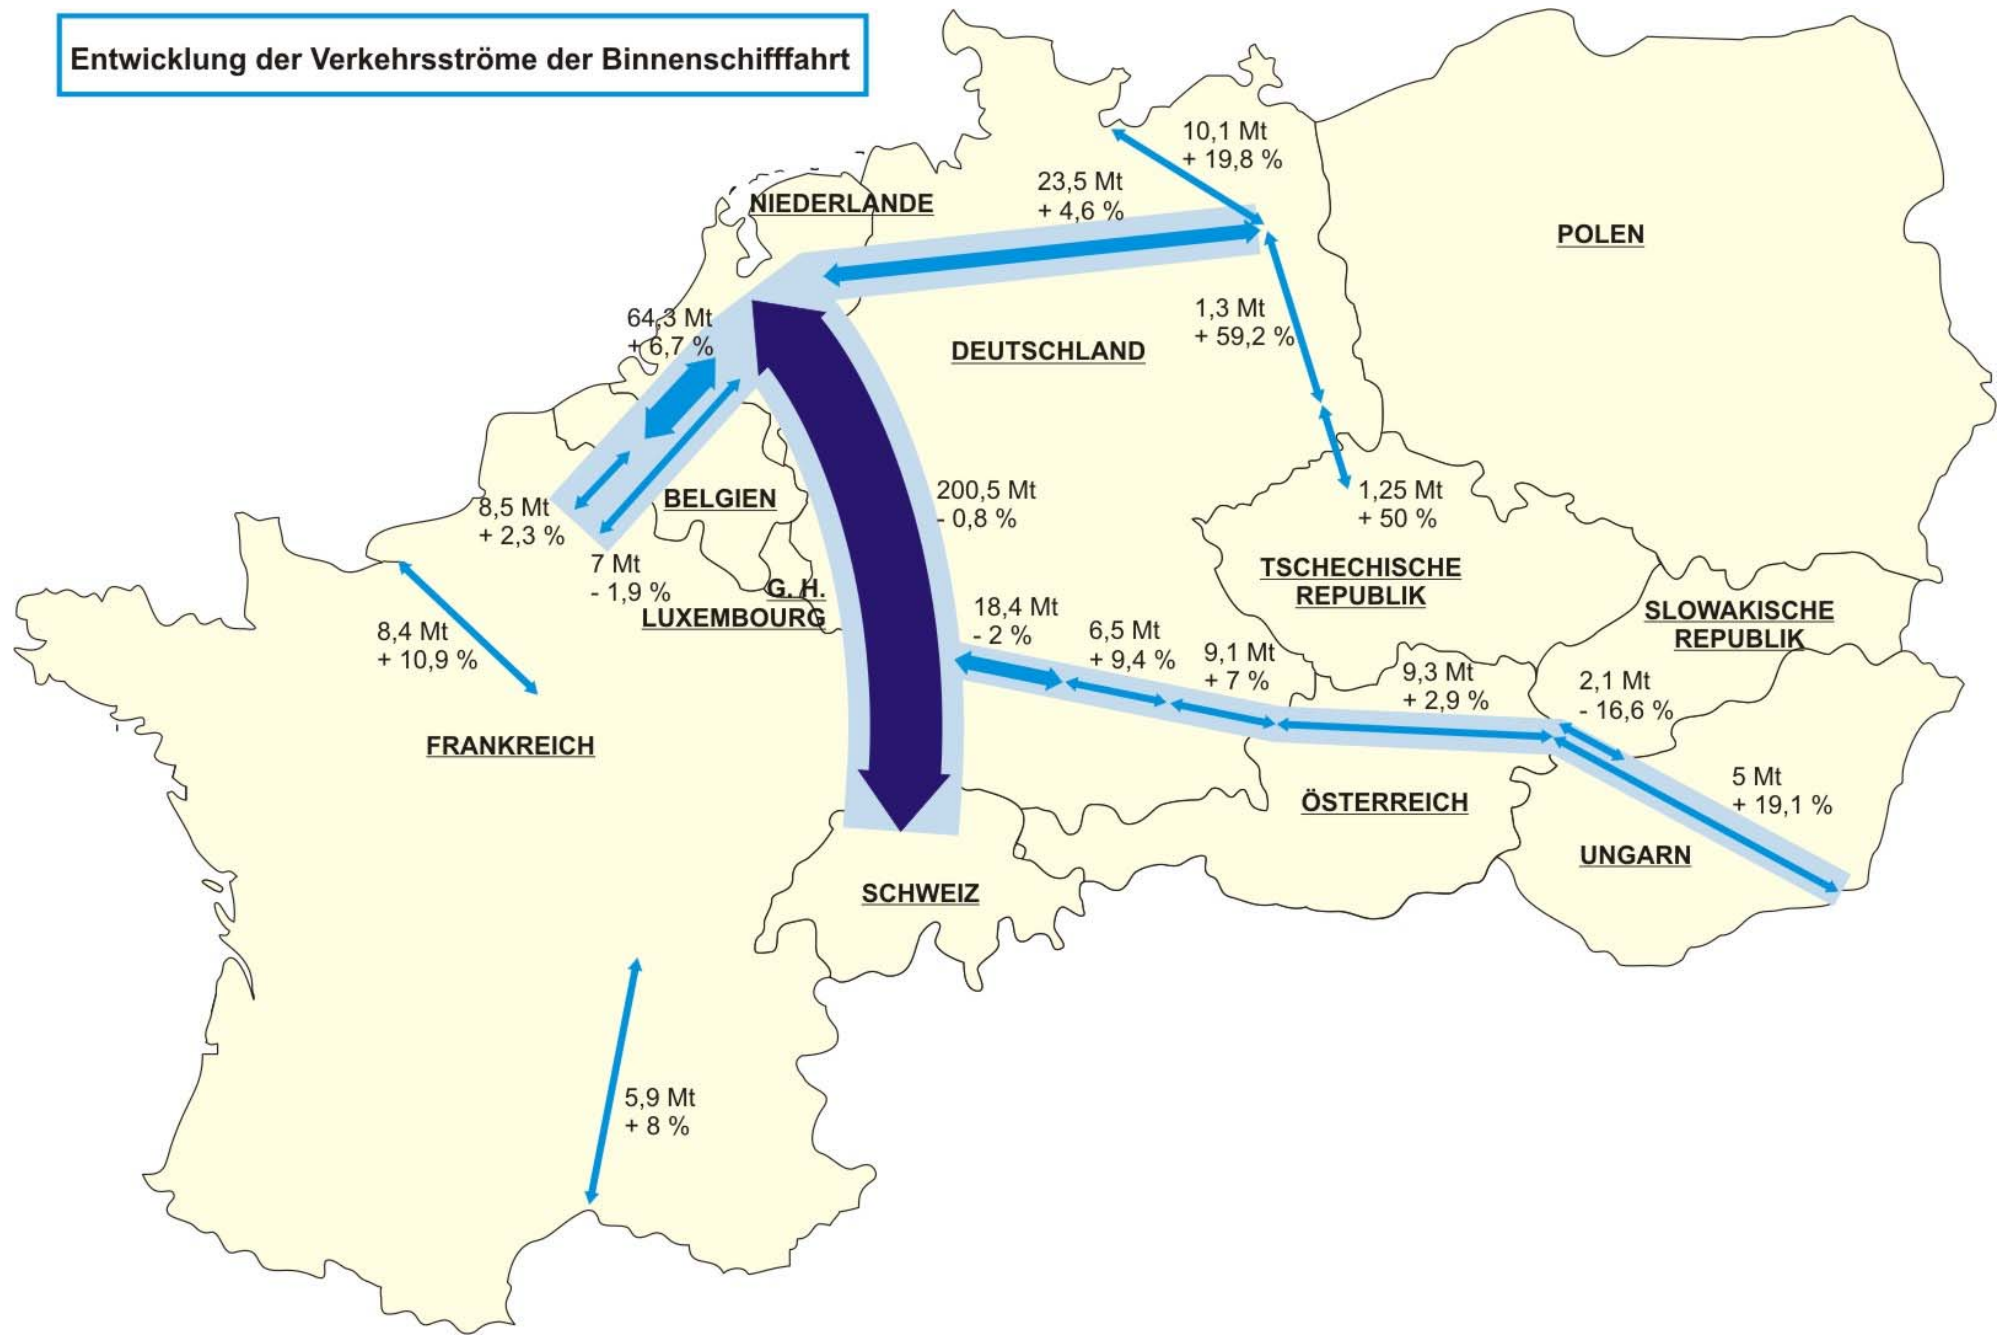 Entwicklung der Verkehrsströme der Binnenschifffahrt
10,1 Mt
+ 19,8 %
23,5 Mt
+ 4,6 %
NIEDERLANDE
POLEN
64,3 Mt
+ 6,7 %
1,3 Mt
+ 59,2 %
DEUTSCHLAND
8,5 Mt
+ 2,3 %
BELGIEN
200,5 Mt
- 0,8 %
1,25 Mt
+ 50 %
7 Mt
- 1,9 %
G. H.
LUXEMBOURG
TSCHECHISCHE
REPUBLIK
SLOWAKISCHE
REPUBLIK
8,4 Mt
+ 10,9 %
18,4 Mt
- 2 %
6,5 Mt
+ 9,4 %
9,1 Mt
+ 7 %
9,3 Mt
+ 2,9 %
2,1 Mt
- 16,6 %
FRANKREICH
5 Mt
+ 19,1 %
ÖSTERREICH
UNGARN
SCHWEIZ
5,9 Mt
+ 8 %